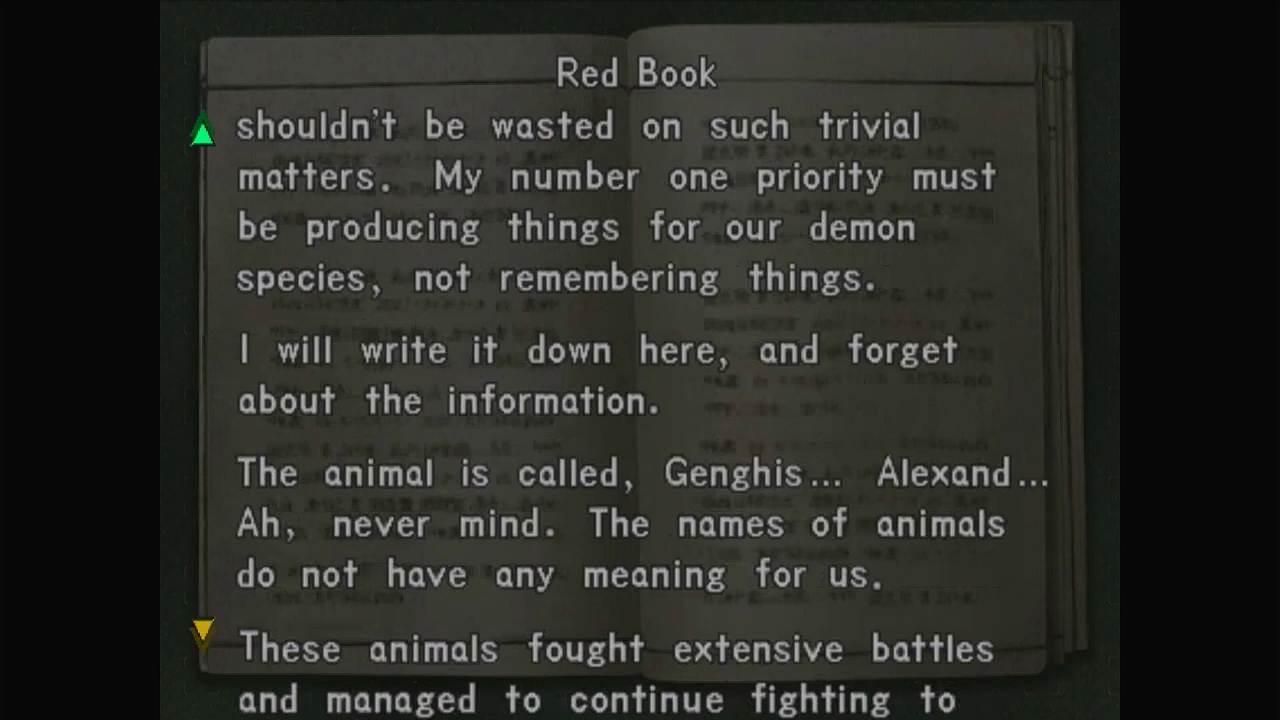 Red Book
shouldn't be wasted on such trivial
matters. My number one priority must
be producing things for our demon
species, not remembering things.
I will write it down here, and forget
about the information.
The animal is called, Genghis... Alexand...
Ah, never mind. The names of animals
do not have any meaning for us.
These animals fought extensive battles
and managed to continue fighting to